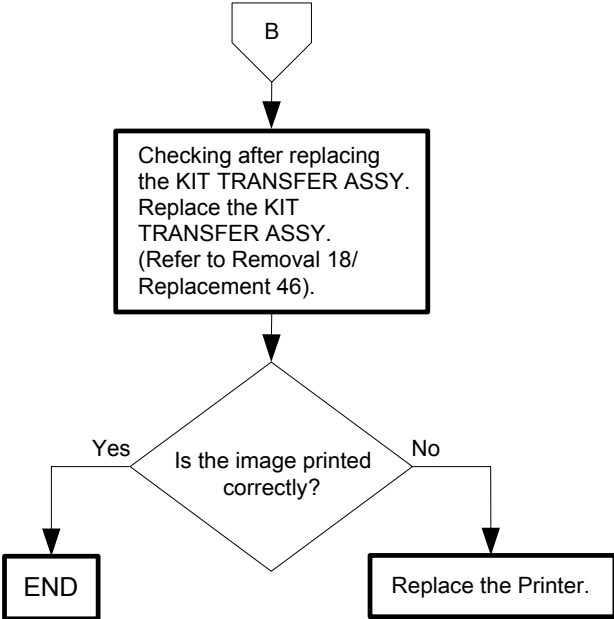 B
Checking after replacing
the KIT TRANSFER ASSY.
Replace the KIT
TRANSFER ASSY.
(Refer to Removal 18/
Replacement 46).
Yes
No
Is the image printed
correctly?
END
Replace the Printer.